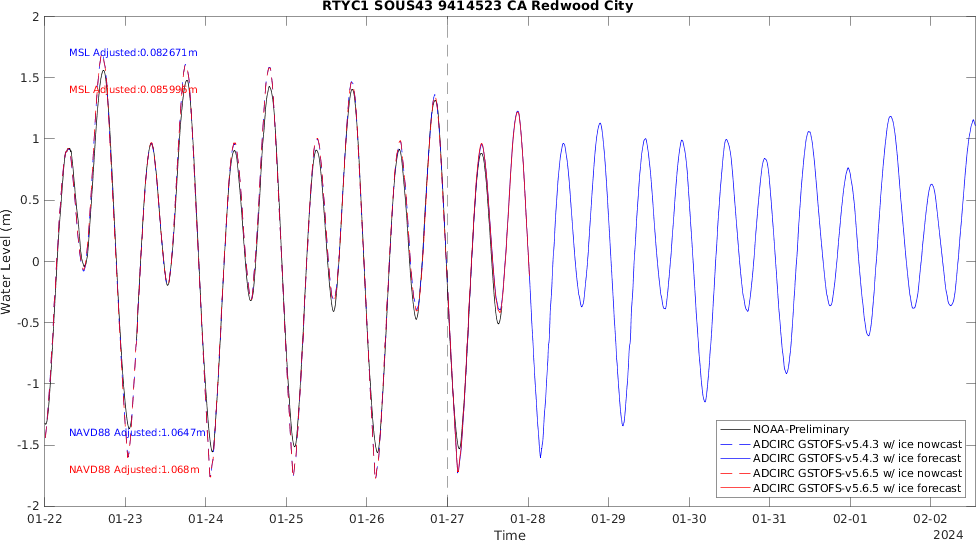 RTYC1 SOUS43 9414523 CA Redwood City
2
1.5
1
0.5
0
-0.5
-1
-1.5
-2
Water Level (m)
MSL Adjusted:0.082671m
MSL Adjusted:0.085995m
NAVD88 Adjusted:1.0647m
NAVD88 Adjusted:1.068m
NOAA-Preliminary
ADCIRC GSTOFS-v5.4.3 w/ ice nowcast
ADCIRC GSTOFS-v5.4.3 w/ ice forecast
ADCIRC GSTOFS-v5.6.5 w/ ice nowcast
ADCIRC GSTOFS-v5.6.5 w/ ice forecast
01-22 01-23 01-24 01-25 01-26 01-27 01-28 01-29 01-30 01-31 02-01 02-02
Time
2024